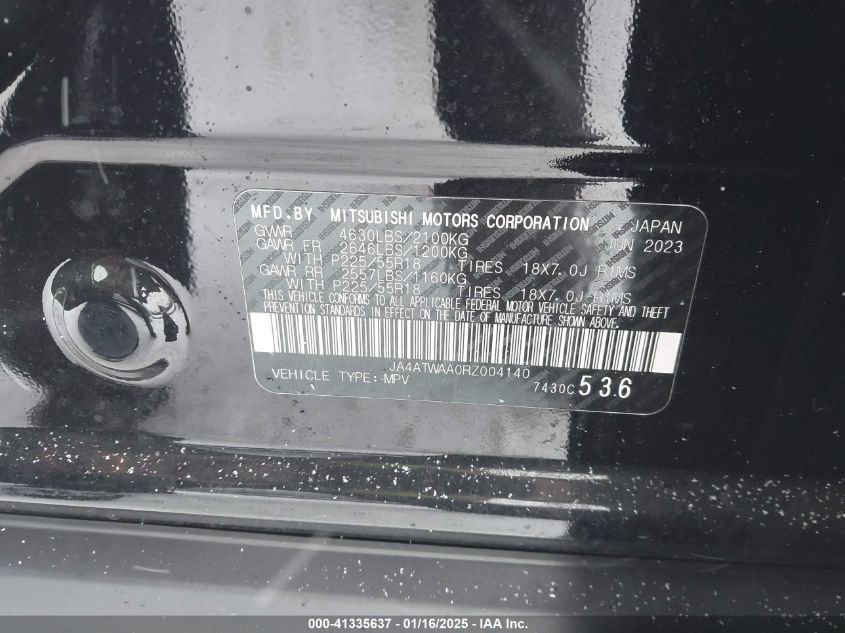 MFD.BY MITSUBISHI MOTORS CORPORATION JAPAN
GVWR 4630LBS/2100KG JUN 2023
GAWR FR 2646LBS/1200KG
WITH P225/55R18 TIRES 18X7.0J RIMS
GAWR RR 2557LBS/1160KG
WITH P225/55R18 TIRES 18X7.0J RIMS
THIS VEHICLE CONFORMS TO ALL APPLICABLE FEDERAL MOTOR VEHICLE SAFETY AND THEFT
PREVENTION STANDARDS IN EFFECT ON THE DATE OF MANUFACTURE SHOWN ABOVE.
JA4ATWAA0RZ004140
VEHICLE TYPE:-MPV 7430C 536
000-41335637 - 01/16/2025 - IAA Inc.